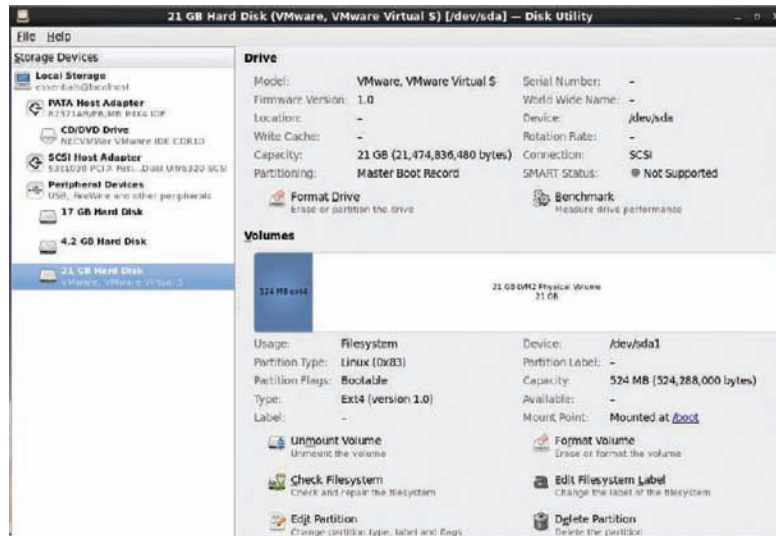 21 GB Hard Disk (VMware, VMware Virtual S) [/dev/sda] — Disk Utility
File Help
Storage Devices
Local Storage
PATA Host Adapter
CD/DVD Drive
NECVMWar VMware IDE CDR10
SCSI Host Adapter
Peripheral Devices
USB, FireWire and other peripherals
17 GB Hard Disk
4.2 GB Hard Disk
21 GB Hard Disk
VMware, VMware Virtual S
Drive
Model: VMware, VMware Virtual S Serial Number: -
Firmware Version: 1.0 World Wide Name: -
Location: - Device: /dev/sda
Write Cache: - Rotation Rate: -
Capacity: 21 GB (21,474,836,480 bytes) Connection: SCSI
Partitioning: Master Boot Record SMART Status: Not Supported
Format Drive Benchmark
Erase or partition the drive Measure drive performance
Volumes
524 MB ext4 21 GB LVM2 Physical Volume
21 GB
Usage: Filesystem Device: /dev/sda1
Partition Type: Linux (0x83) Partition Label: -
Partition Flags: Bootable Capacity: 524 MB (524,288,000 bytes)
Type: Ext4 (version 1.0) Available: -
Label: - Mount Point: Mounted at /boot
Unmount Volume Format Volume
Unmount the volume Erase or format the volume
Check Filesystem Edit Filesystem Label
Check and repair the filesystem Change the label of the filesystem
Edit Partition Delete Partition
Change partition type, label and flags Delete the partition